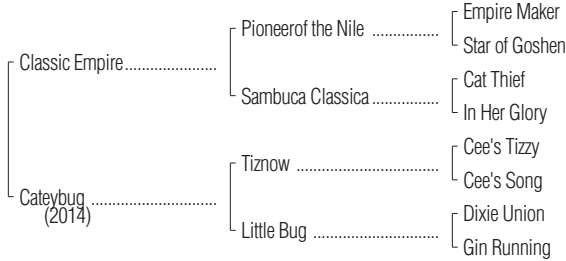 Empire Maker
Pioneerof the Nile ................
Star of Goshen
Classic Empire......................
Cat Thief
Sambuca Classica................
In Her Glory
Cee's Tizzy
Tiznow ..................................
Cee's Song
Cateybug ..............................
(2014)
Dixie Union
Little Bug ..............................
Gin Running